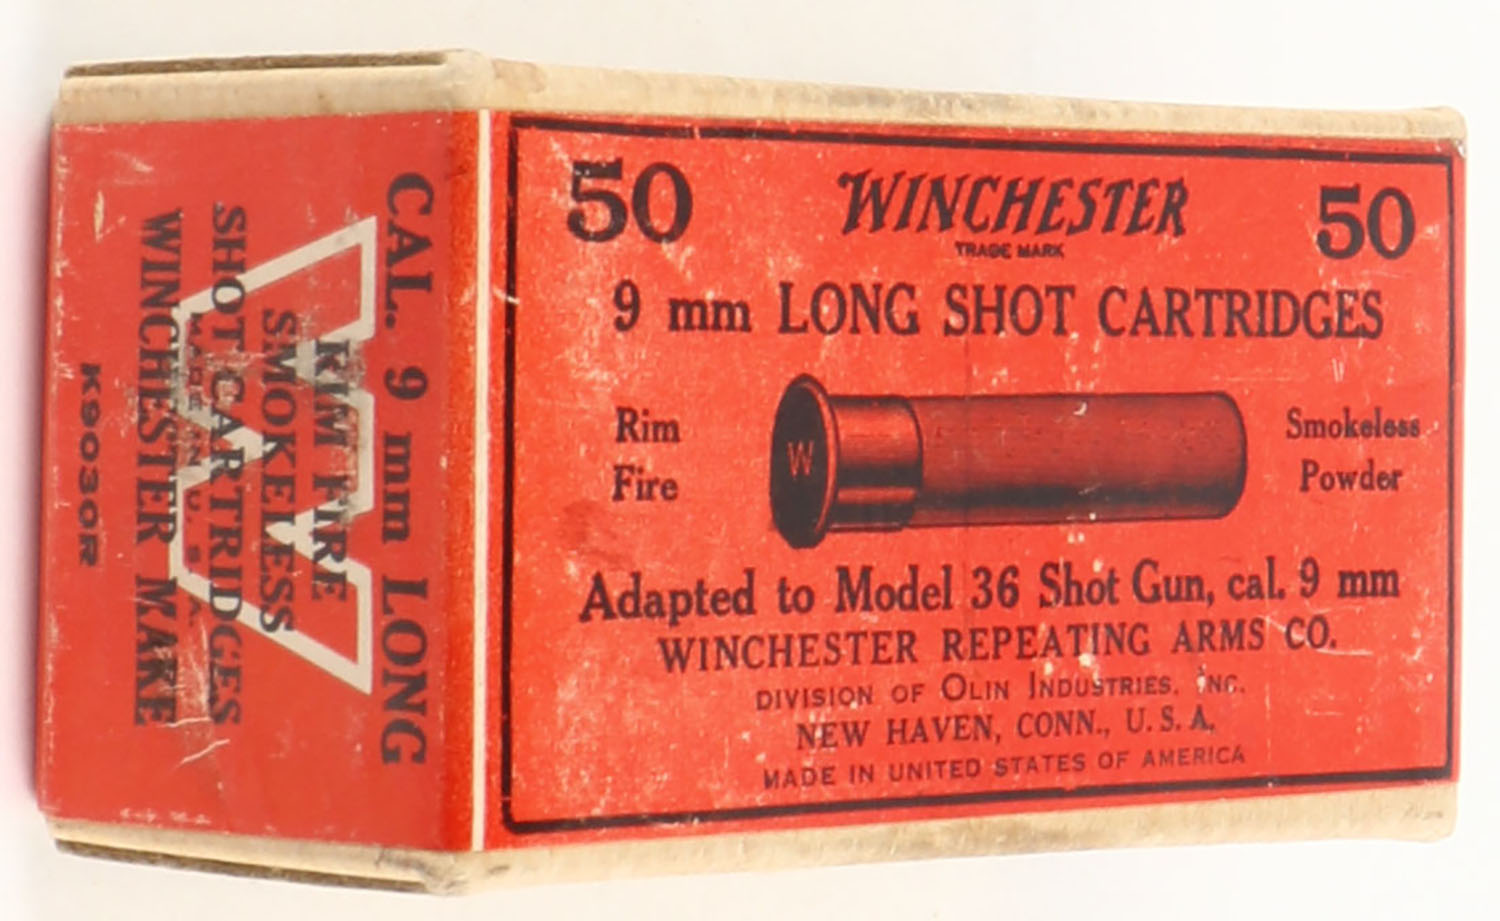 50 WINCHESTER 50
TRADE MARK
9 mm LONG SHOT CARTRIDGES
Rim
Fire
W
Smokeless
Powder
Adapted to Model 36 Shot Gun, cal. 9 mm
WINCHESTER REPEATING ARMS CO.
DIVISION OF OLIN INDUSTRIES, INC.
NEW HAVEN, CONN., U.S.A.
MADE IN UNITED STATES OF AMERICA
CAL. 9 mm LONG
RIM FIRE
SMOKELESS
SHOT CARTRIDGES
MADE IN U.S.A.
WINCHESTER MAKE
K9030R
W